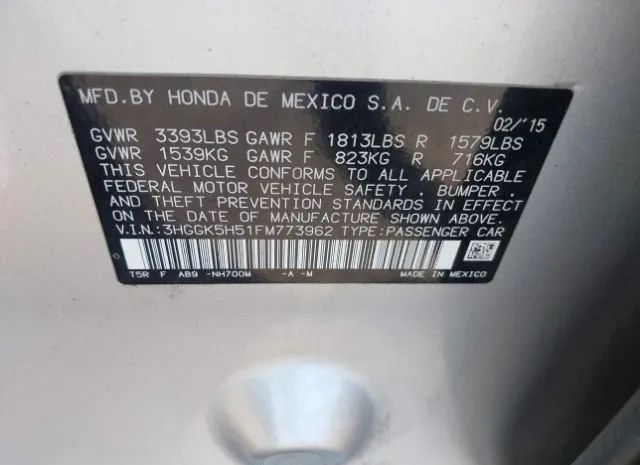 MFD.BY HONDA DE MEXICO S.A. DE C.V.
02/'15
GVWR 3393LBS GAWR F 1813LBS R 1579LBS
GVWR 1539KG GAWR F 823KG R 716KG
THIS VEHICLE CONFORMS TO ALL APPLICABLE
FEDERAL MOTOR VEHICLE SAFETY . BUMPER .
AND THEFT PREVENTION STANDARDS IN EFFECT
ON THE DATE OF MANUFACTURE SHOWN ABOVE.
V.I.N.:3HGGK5H51FM773962 TYPE:PASSENGER CAR
T5R F AB9 -NH700M -A -M MADE IN MEXICO